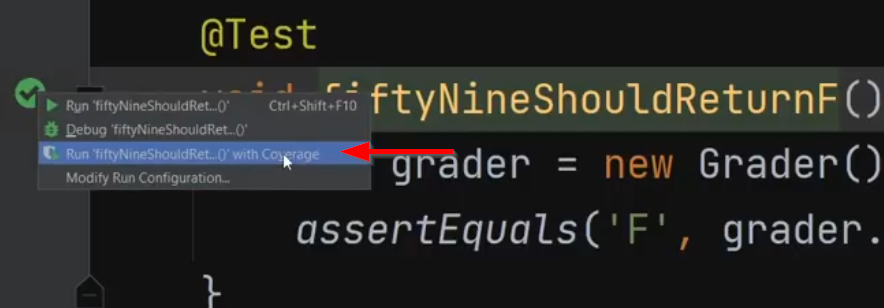 @Test
void fiftyNineShouldReturnF()
Run 'fiftyNineShouldRet...()' Ctrl+Shift+F10
Debug 'fiftyNineShouldRet...()'
Run 'fiftyNineShouldRet...()' with Coverage
Modify Run Configuration...
grader = new Grader()
assertEquals('F', grader.
}